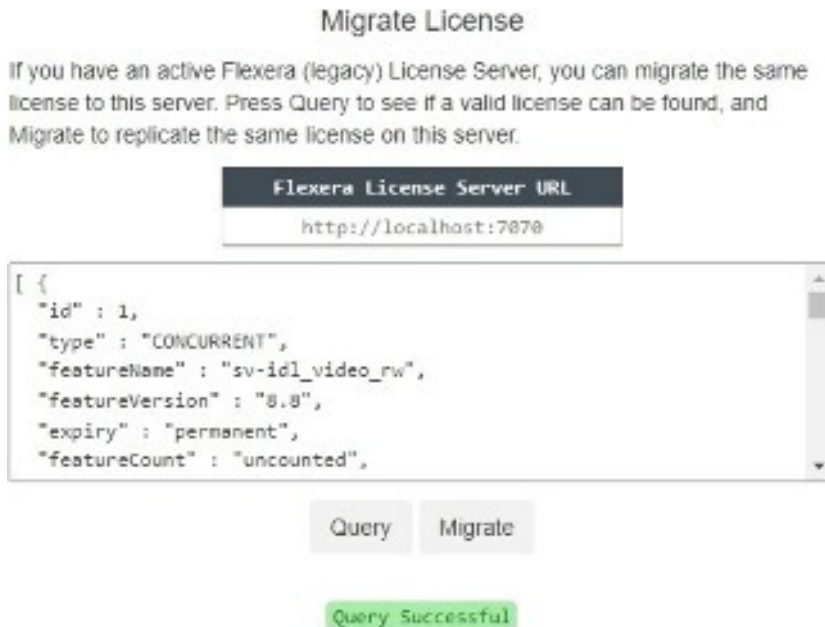 Migrate License
If you have an active Flexera (legacy) License Server, you can migrate the same
license to this server. Press Query to see if a valid license can be found, and
Migrate to replicate the same license on this server.
Flexera License Server URL
http://localhost:7070
[ {
"id" : 1,
"type" : "CONCURRENT",
"featureName" : "sv-idl_video_rw",
"featureVersion" : "8.8",
"expiry" : "permanent",
"featureCount" : "uncounted",
Query Migrate
Query Successful